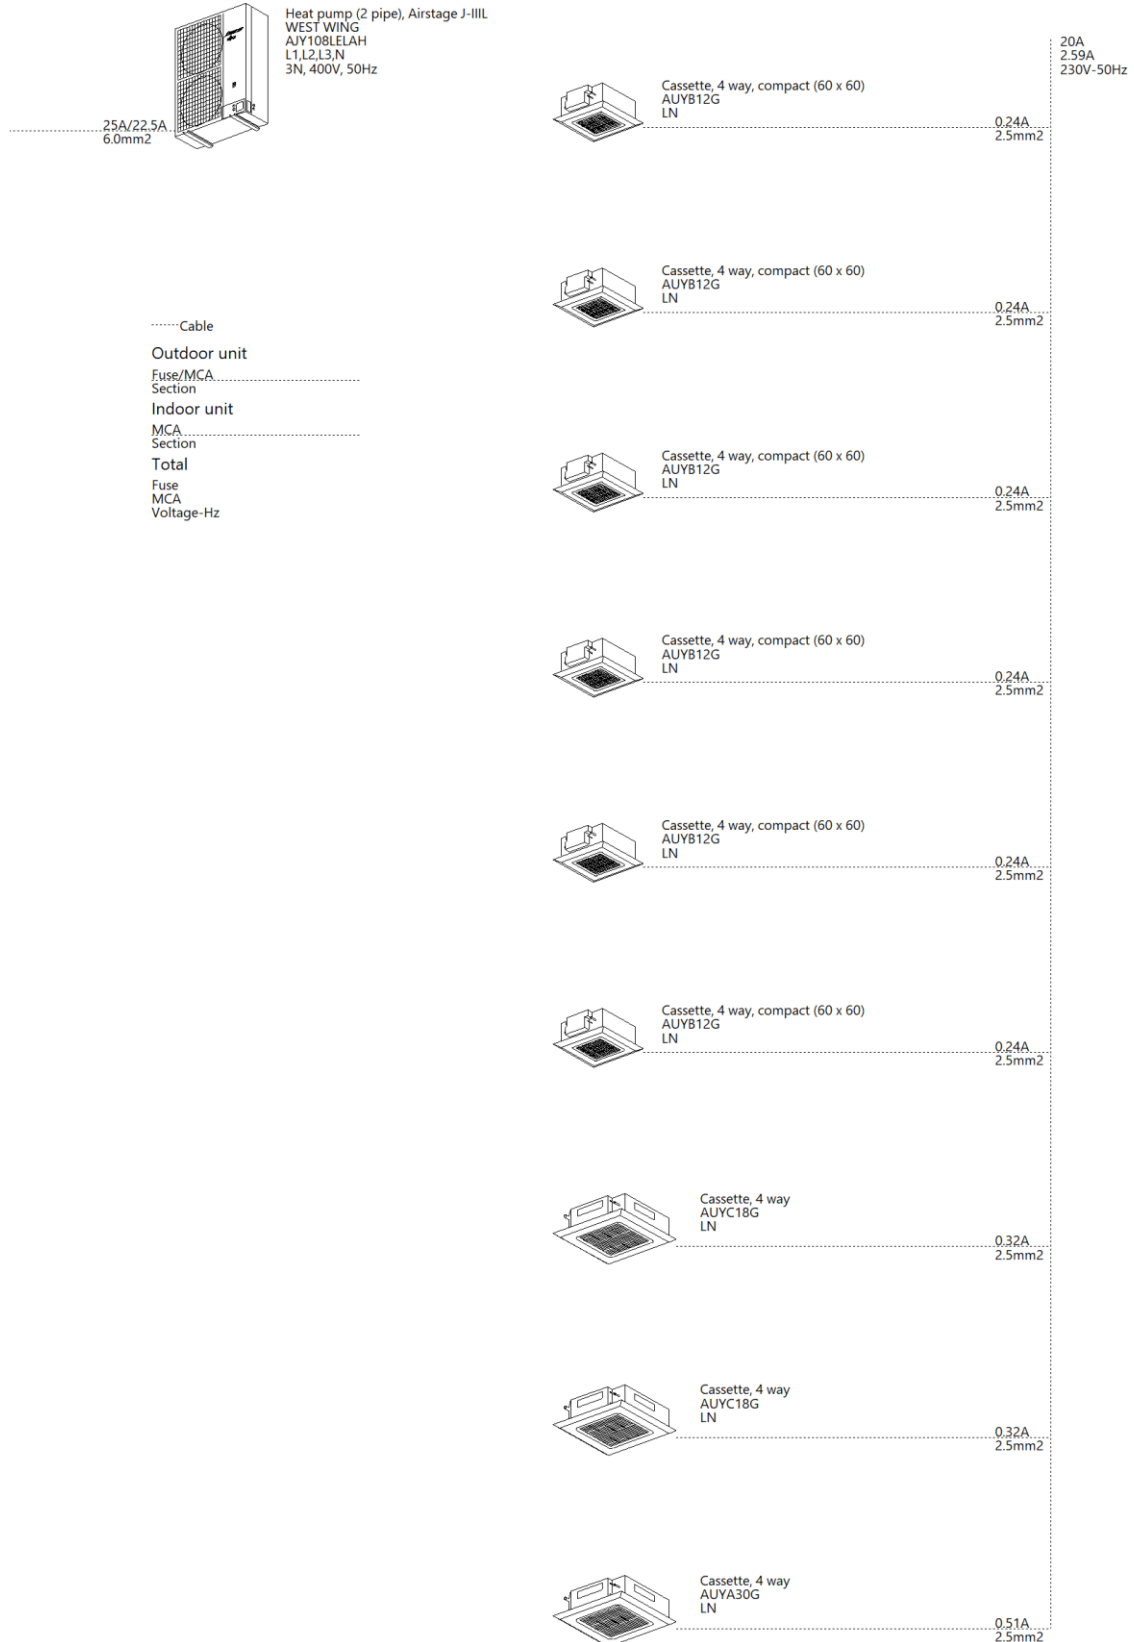 Heat pump (2 pipe), Airstage J-IIIL
WEST WING
AJY108LELAH
L1,L2,L3,N
3N, 400V, 50Hz
25A/22.5A
6.0mm2
20A
2.59A
230V-50Hz
Cassette, 4 way, compact (60 x 60)
AUYB12G
LN
0.24A
2.5mm2
Cassette, 4 way, compact (60 x 60)
AUYB12G
LN
0.24A
2.5mm2
Cable
Outdoor unit
Fuse/MCA
Section
Indoor unit
MCA
Section
Total
Fuse
MCA
Voltage-Hz
Cassette, 4 way, compact (60 x 60)
AUYB12G
LN
0.24A
2.5mm2
Cassette, 4 way, compact (60 x 60)
AUYB12G
LN
0.24A
2.5mm2
Cassette, 4 way, compact (60 x 60)
AUYB12G
LN
0.24A
2.5mm2
Cassette, 4 way, compact (60 x 60)
AUYB12G
LN
0.24A
2.5mm2
Cassette, 4 way
AUYC18G
LN
0.32A
2.5mm2
Cassette, 4 way
AUYC18G
LN
0.32A
2.5mm2
Cassette, 4 way
AUYA30G
LN
0.51A
2.5mm2